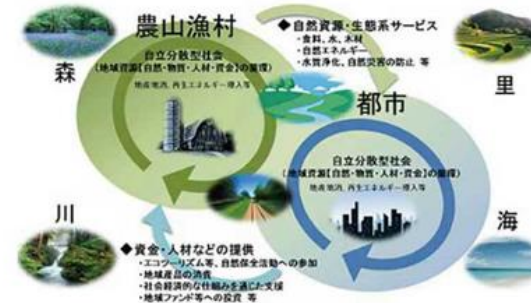 農山漁村
森
自立分散型社会
(地域資源【自然・物質・人材・資金】の循環)
地産地消、再生エネルギー導入等
◆自然資源・生態系サービス
・食料、水、木材
・自然エネルギー
・水質浄化、自然災害の防止 等
里
都市
自立分散型社会
(地域資源【自然・物質・人材・資金】の循環)
地産地消、再生エネルギー導入等
川
◆資金・人材などの提供
・エコツーリズム等、自然保全活動への参加
・地域産品の消費
・社会経済的な仕組みを通じた支援
・地域ファンド等への投資 等
海